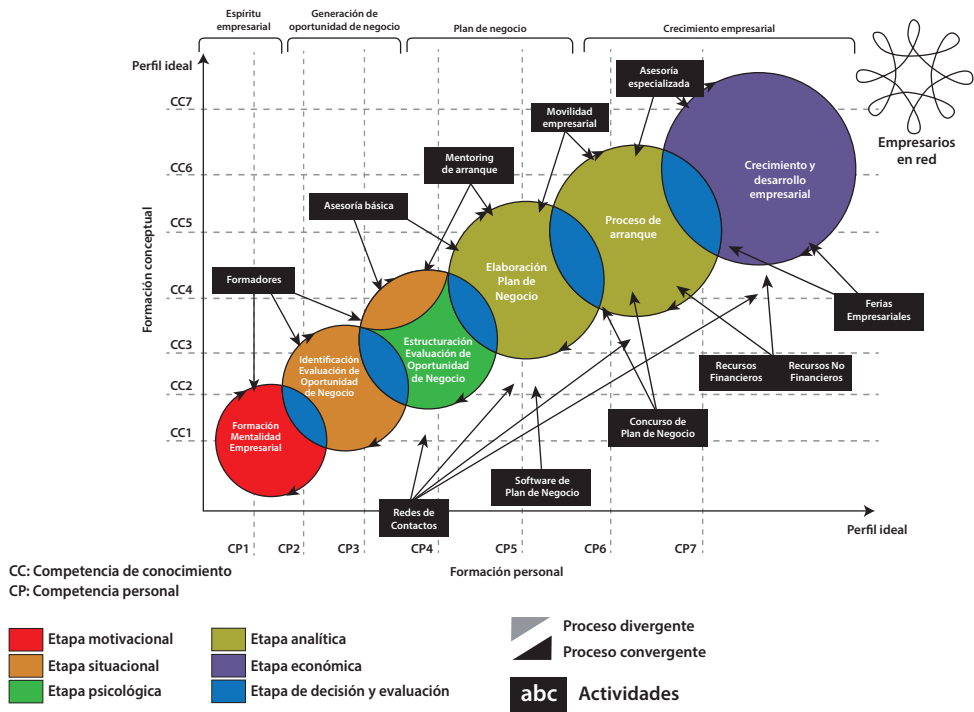 Espíritu
empresarial
Generación de
oportunidad de negocio
Plan de negocio
Crecimiento empresarial
Perfil ideal
Formación conceptual
CC7
CC6
CC5
CC4
CC3
CC2
CC1
Asesoría
especializada
Movilidad
empresarial
Mentoring
de arranque
Asesoría básica
Formadores
Empresarios
en red
Crecimiento y
desarrollo
empresarial
Proceso de
arranque
Elaboración
Plan de
Negocio
Estructuración
Evaluación de
Oportunidad
de Negocio
Identificación
Evaluación de
Oportunidad
de Negocio
Formación
Mentalidad
Empresarial
Ferias
Empresariales
Recursos
Financieros
Recursos No
Financieros
Concurso de
Plan de Negocio
Software de
Plan de Negocio
Redes de
Contactos
Perfil ideal
CP1
CP2
CP3
CP4
CP5
CP6
CP7
Formación personal
CC: Competencia de conocimiento
CP: Competencia personal
Etapa motivacional
Etapa situacional
Etapa psicológica
Etapa analítica
Etapa económica
Etapa de decisión y evaluación
Proceso divergente
Proceso convergente
abc Actividades